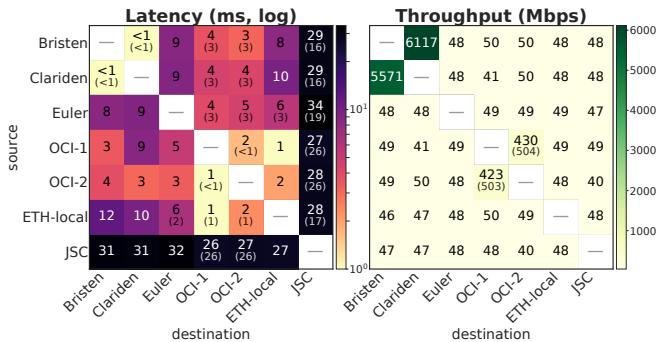 Latency (ms, log)
Throughput (Mbps)
source
Bristen — <1 (<1) 9 4 (3) 3 (3) 8 29 (16)
Clariden <1 (<1) — 9 4 (3) 4 (3) 10 29 (16)
Euler 8 9 — 4 (3) 5 (3) 6 (3) 34 (19)
OCI-1 3 9 5 — 2 (<1) 1 27 (26)
OCI-2 4 3 3 1 (<1) — 2 28 (26)
ETH-local 12 10 6 (2) 1 (1) 2 (1) — 28 (17)
JSC 31 31 32 26 (26) 27 (26) 27 —
Bristen Clariden Euler OCI-1 OCI-2 ETH-local JSC
destination
10¹
10⁰
— 6117 48 50 50 48 48
5571 — 48 41 50 48 48
48 48 — 49 49 49 47
49 49 49 — 430 (504) 49 41
49 50 48 423 (503) — 48 40
46 47 48 50 49 — 48
47 47 48 48 40 48 —
Bristen Clariden Euler OCI-1 OCI-2 ETH-local JSC
destination
6000
5000
4000
3000
2000
1000